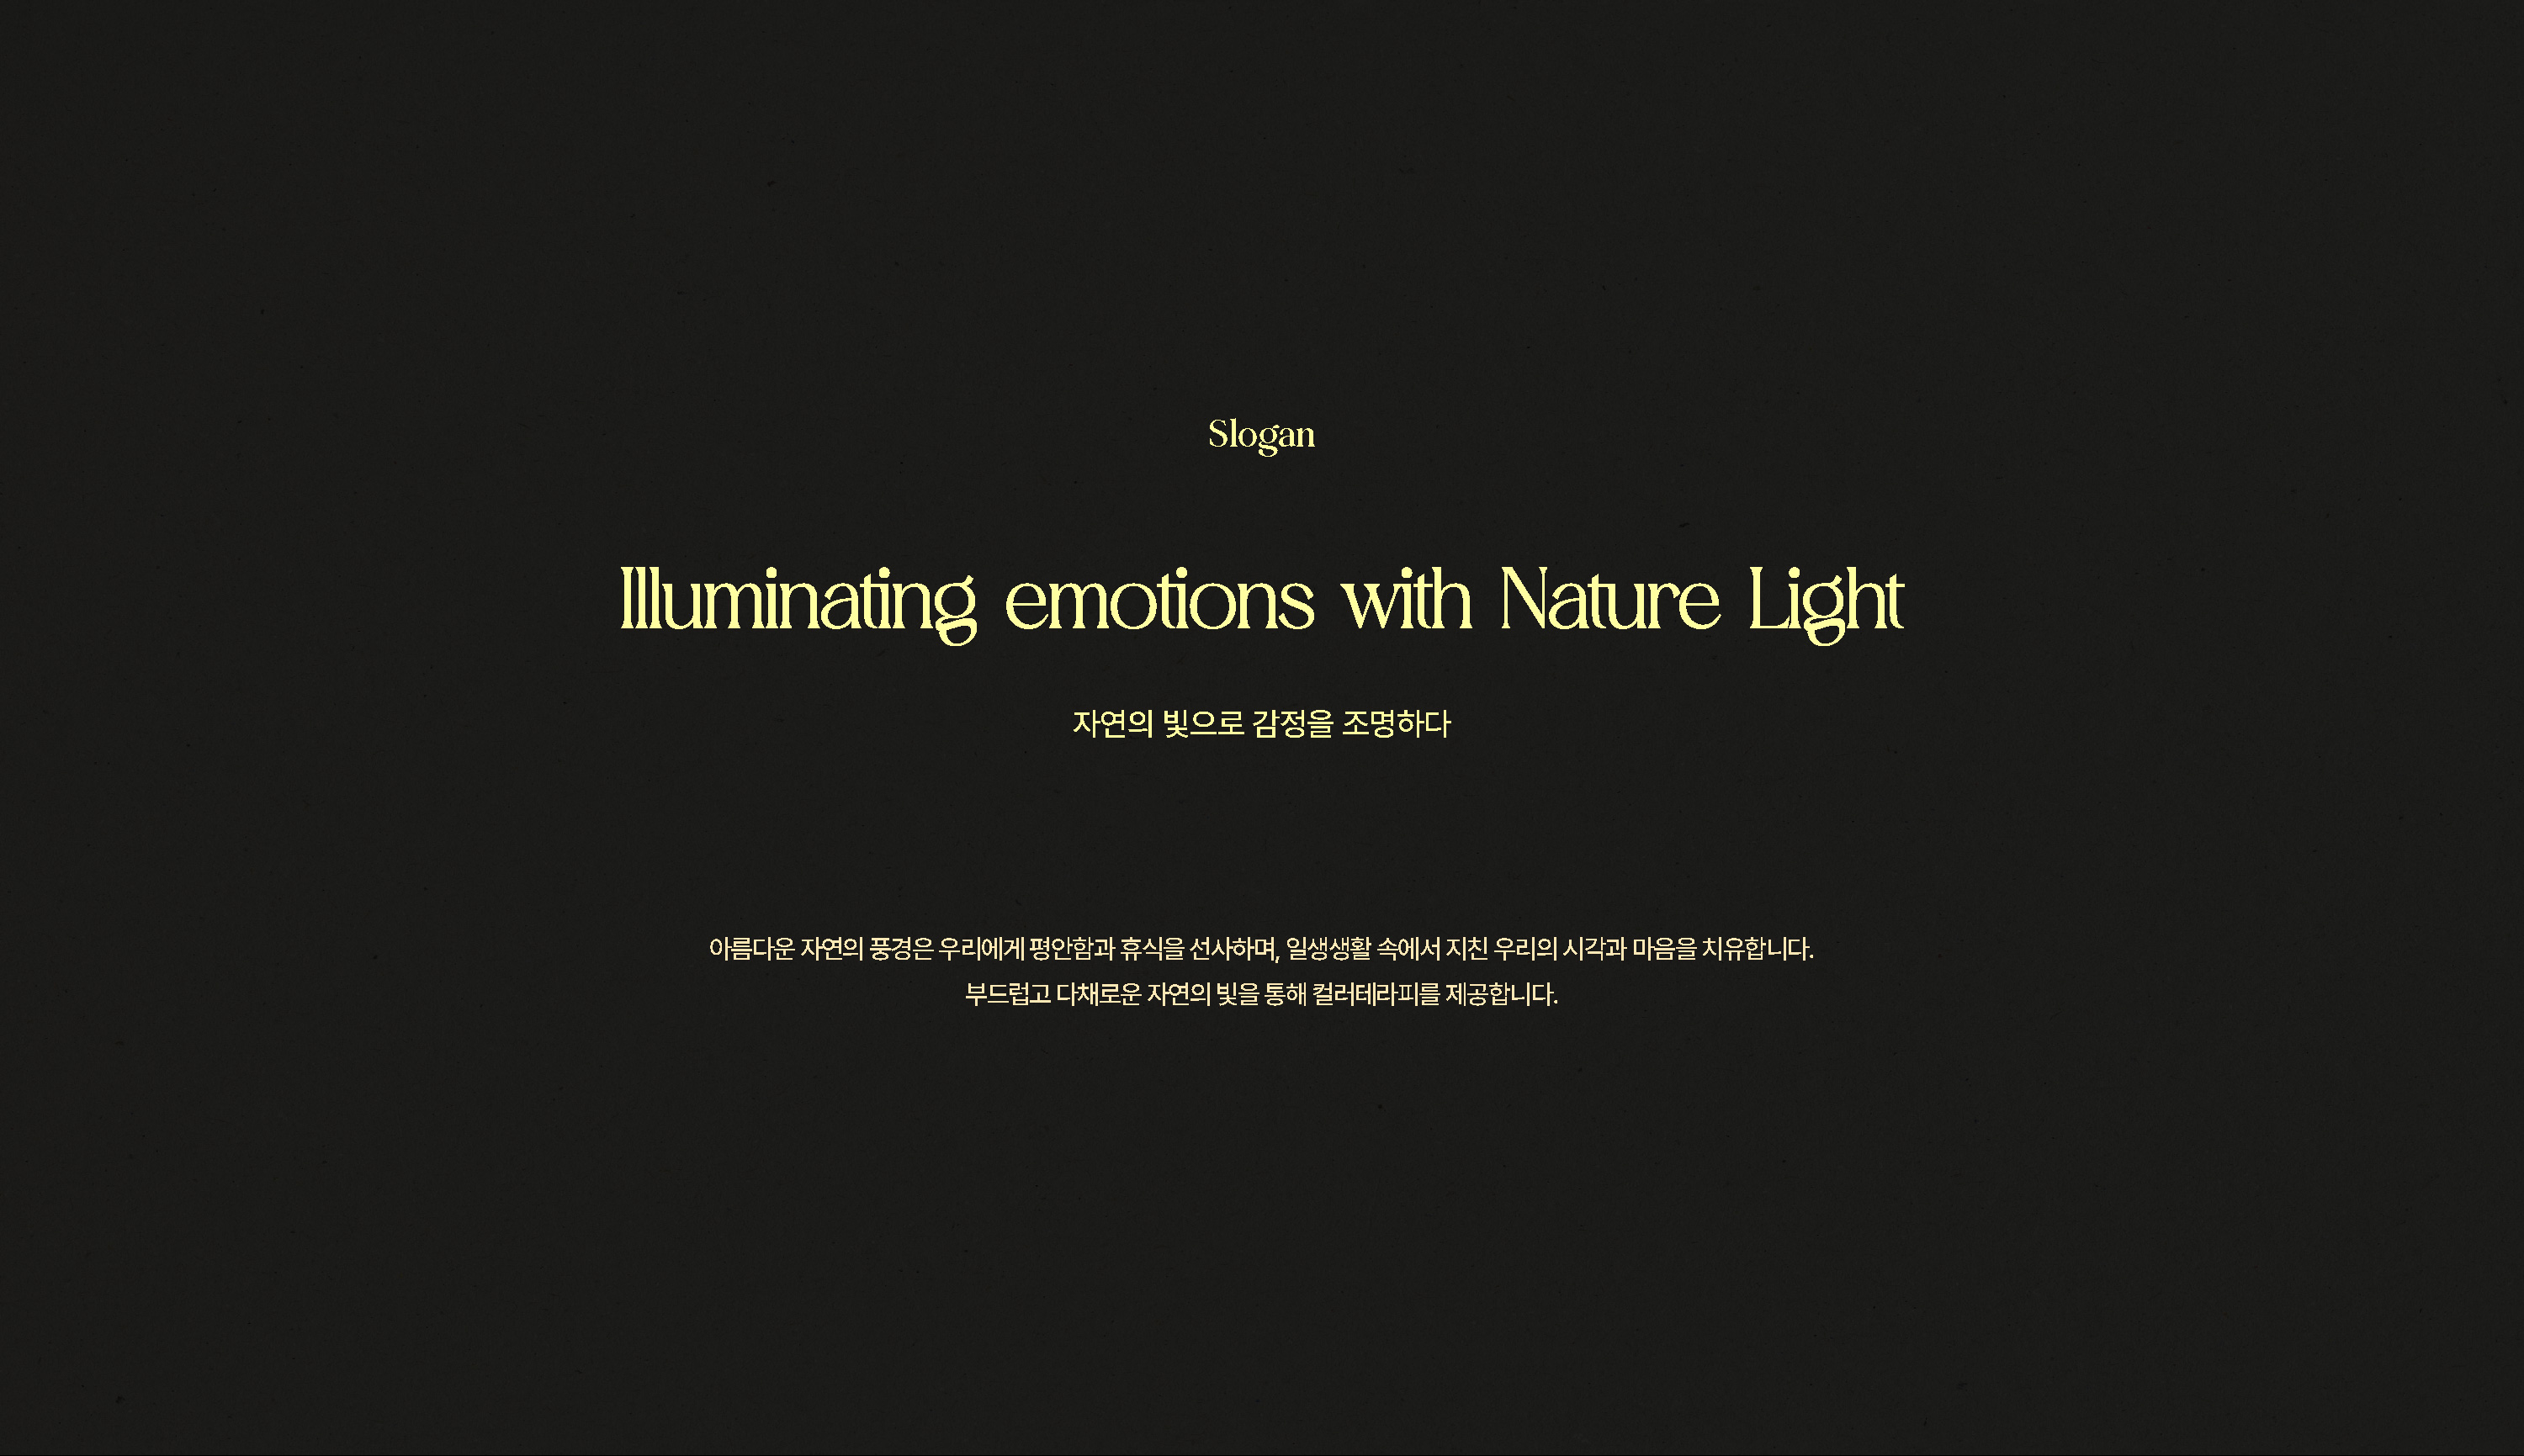 Slogan
Illuminating emotions with Nature Light
자연의 빛으로 감정을 조명하다
아름다운 자연의 풍경은 우리에게 평안함과 휴식을 선사하며, 일생생활 속에서 지친 우리의 시각과 마음을 치유합니다.
부드럽고 다채로운 자연의 빛을 통해 컬러테라피를 제공합니다.